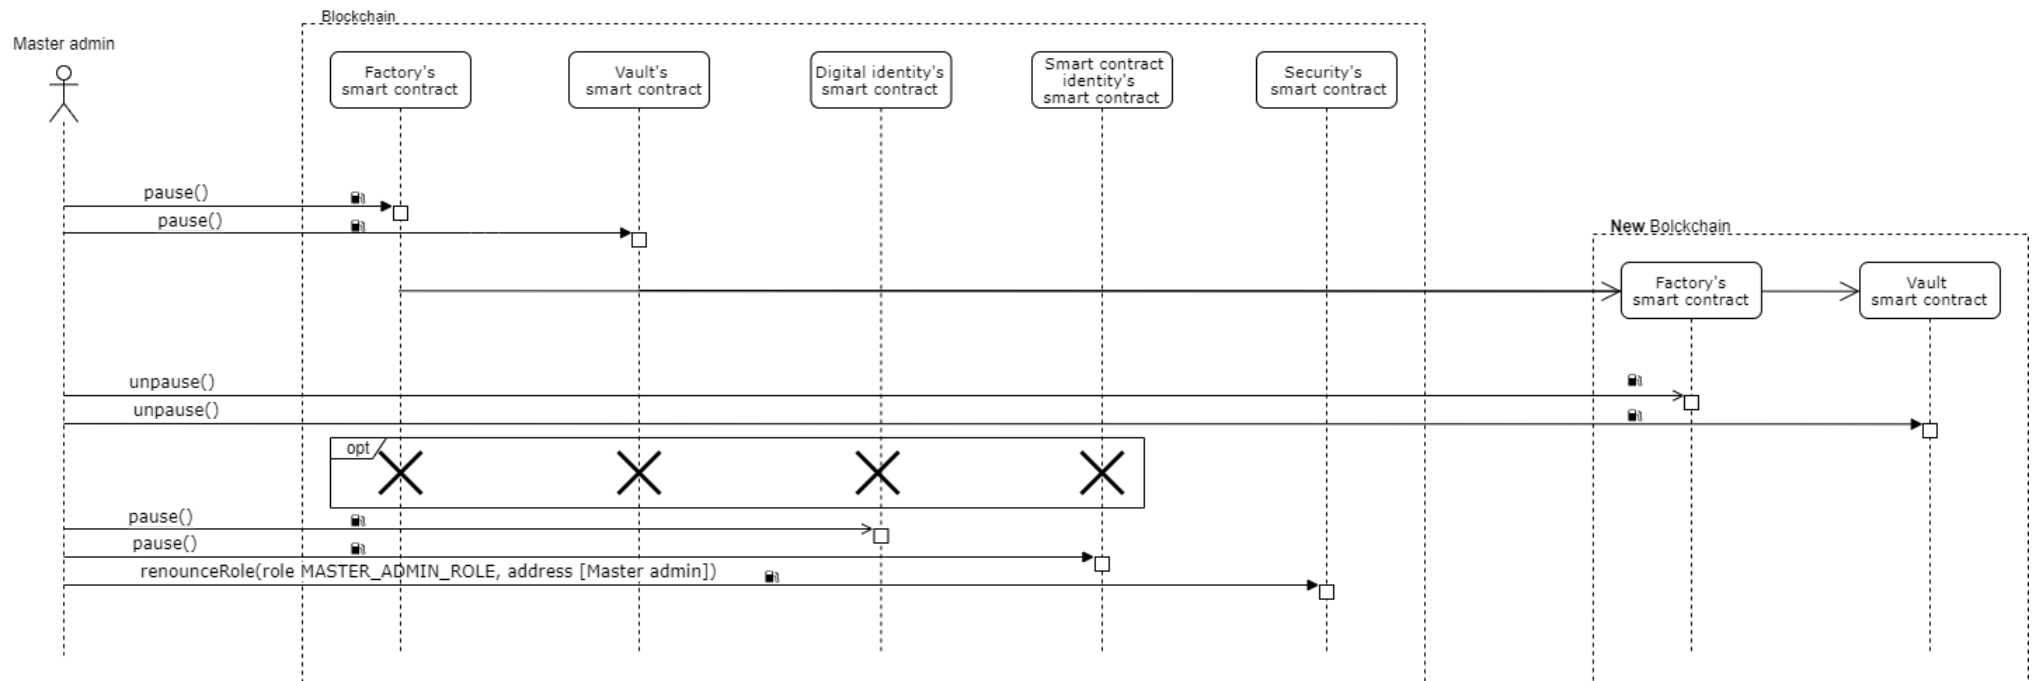 Blockchain
Master admin
Factory's
smart contract
Vault's
smart contract
Digital identity's
smart contract
Smart contract
identity's
smart contract
Security's
smart contract
pause()
pause()
New Bolckchain
Factory's
smart contract
Vault
smart contract
unpause()
unpause()
opt
pause()
pause()
renounceRole(role MASTER_ADMIN_ROLE, address [Master admin])